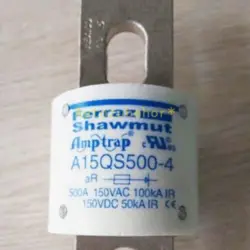 Ferraz
Shawmut
Amptrap
A15QS500-4
aR
500A 150VAC 100kA IR
150VDC 50kA IR